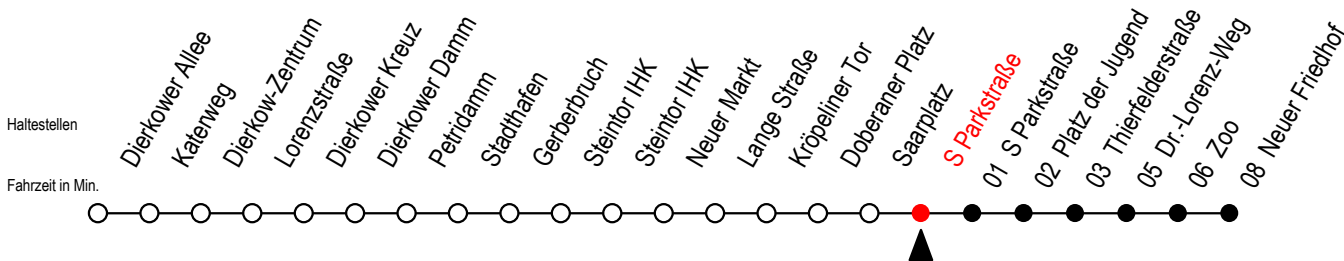 Haltestellen
Fahrzeit in Min.
Dierkower Allee
Katerweg
Dierkow-Zentrum
Lorenzstraße
Dierkower Kreuz
Dierkower Damm
Petridamm
Stadthafen
Gerberbruch
Steintor IHK
Steintor IHK
Neuer Markt
Lange Straße
Kröpeliner Tor
Doberaner Platz
Saarplatz
S Parkstraße
01 S Parkstraße
02 Platz der Jugend
03 Thierfelderstraße
05 Dr.-Lorenz-Weg
06 Zoo
08 Neuer Friedhof